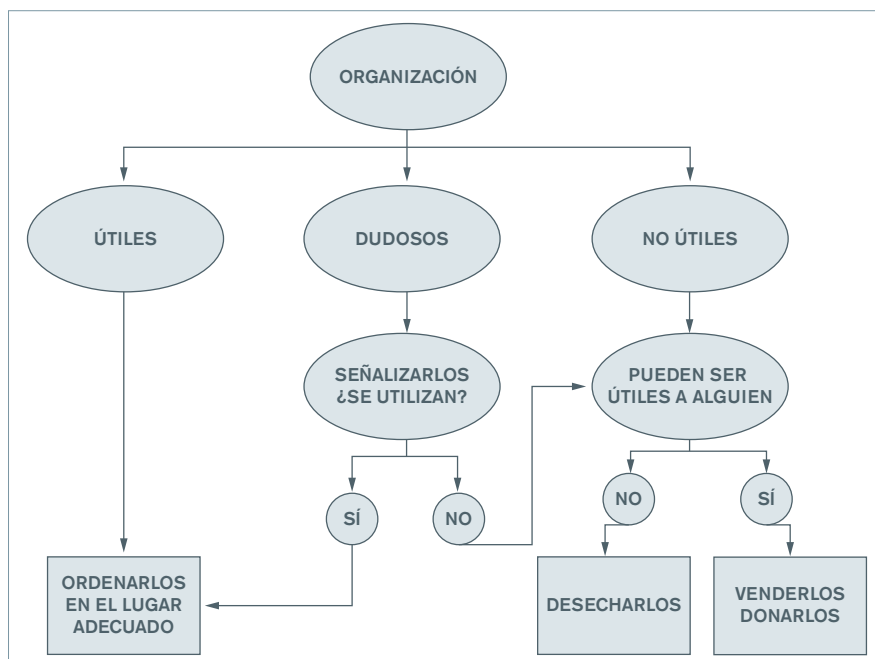 ORGANIZACIÓN
ÚTILES
DUDOSOS
NO ÚTILES
SEÑALIZARLOS
¿SE UTILIZAN?
PUEDEN SER
ÚTILES A ALGUIEN
SÍ
NO
NO
SÍ
ORDENARLOS
EN EL LUGAR
ADECUADO
DESECHARLOS
VENDERLOS
DONARLOS